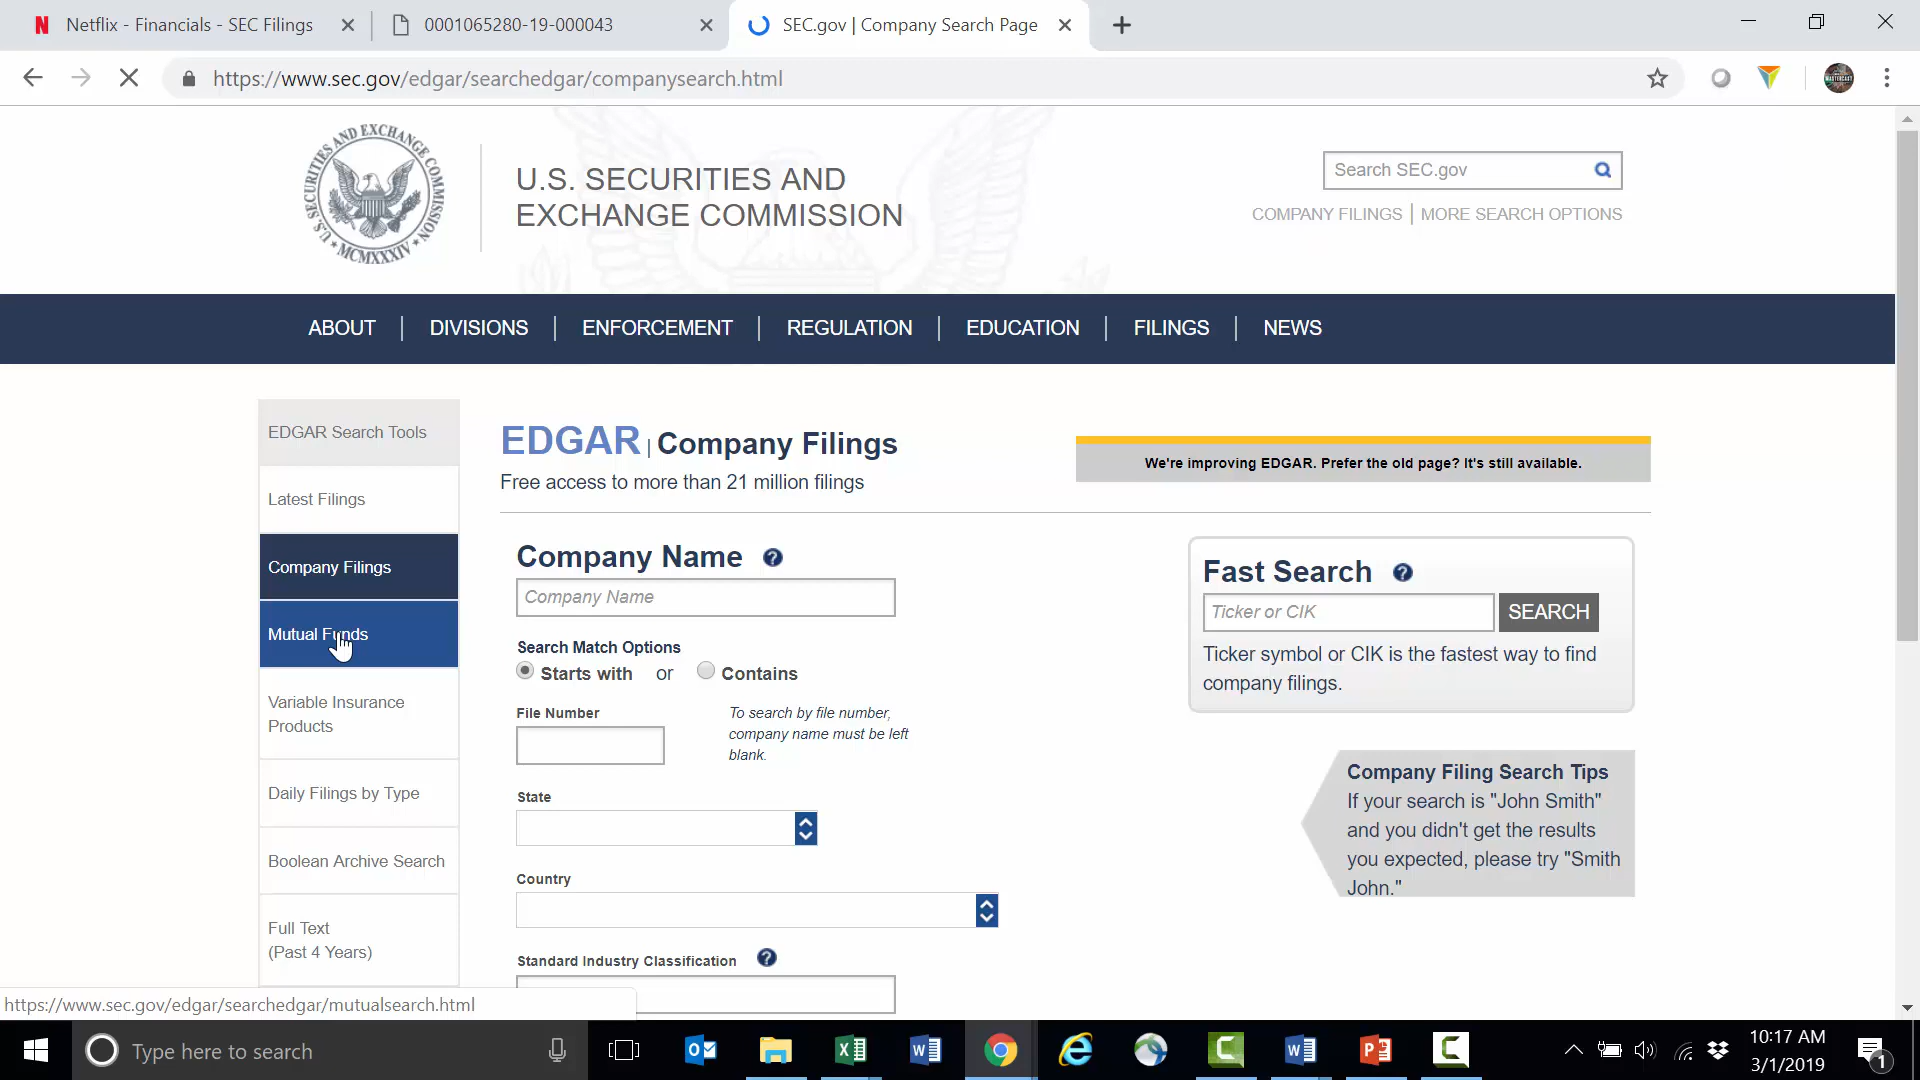 Netflix - Financials - SEC Filings
0001065280-19-000043
SEC.gov | Company Search Page
https://www.sec.gov/edgar/searchedgar/companysearch.html
U.S. SECURITIES AND EXCHANGE COMMISSION
MCMXXXIV
U.S. SECURITIES AND
EXCHANGE COMMISSION
Search SEC.gov
COMPANY FILINGS | MORE SEARCH OPTIONS
ABOUT | DIVISIONS | ENFORCEMENT | REGULATION | EDUCATION | FILINGS | NEWS
EDGAR Search Tools
Latest Filings
Company Filings
Mutual Funds
Variable Insurance
Products
Daily Filings by Type
Boolean Archive Search
Full Text
(Past 4 Years)
EDGAR | Company Filings
Free access to more than 21 million filings
We're improving EDGAR. Prefer the old page? It's still available.
Company Name
Company Name
Search Match Options
Starts with or Contains
File Number
To search by file number,
company name must be left
blank.
State
Country
Standard Industry Classification
Fast Search
Ticker or CIK
SEARCH
Ticker symbol or CIK is the fastest way to find
company filings.
Company Filing Search Tips
If your search is "John Smith"
and you didn't get the results
you expected, please try "Smith
John."
https://www.sec.gov/edgar/searchedgar/mutualsearch.html
Type here to search
10:17 AM
3/1/2019
1